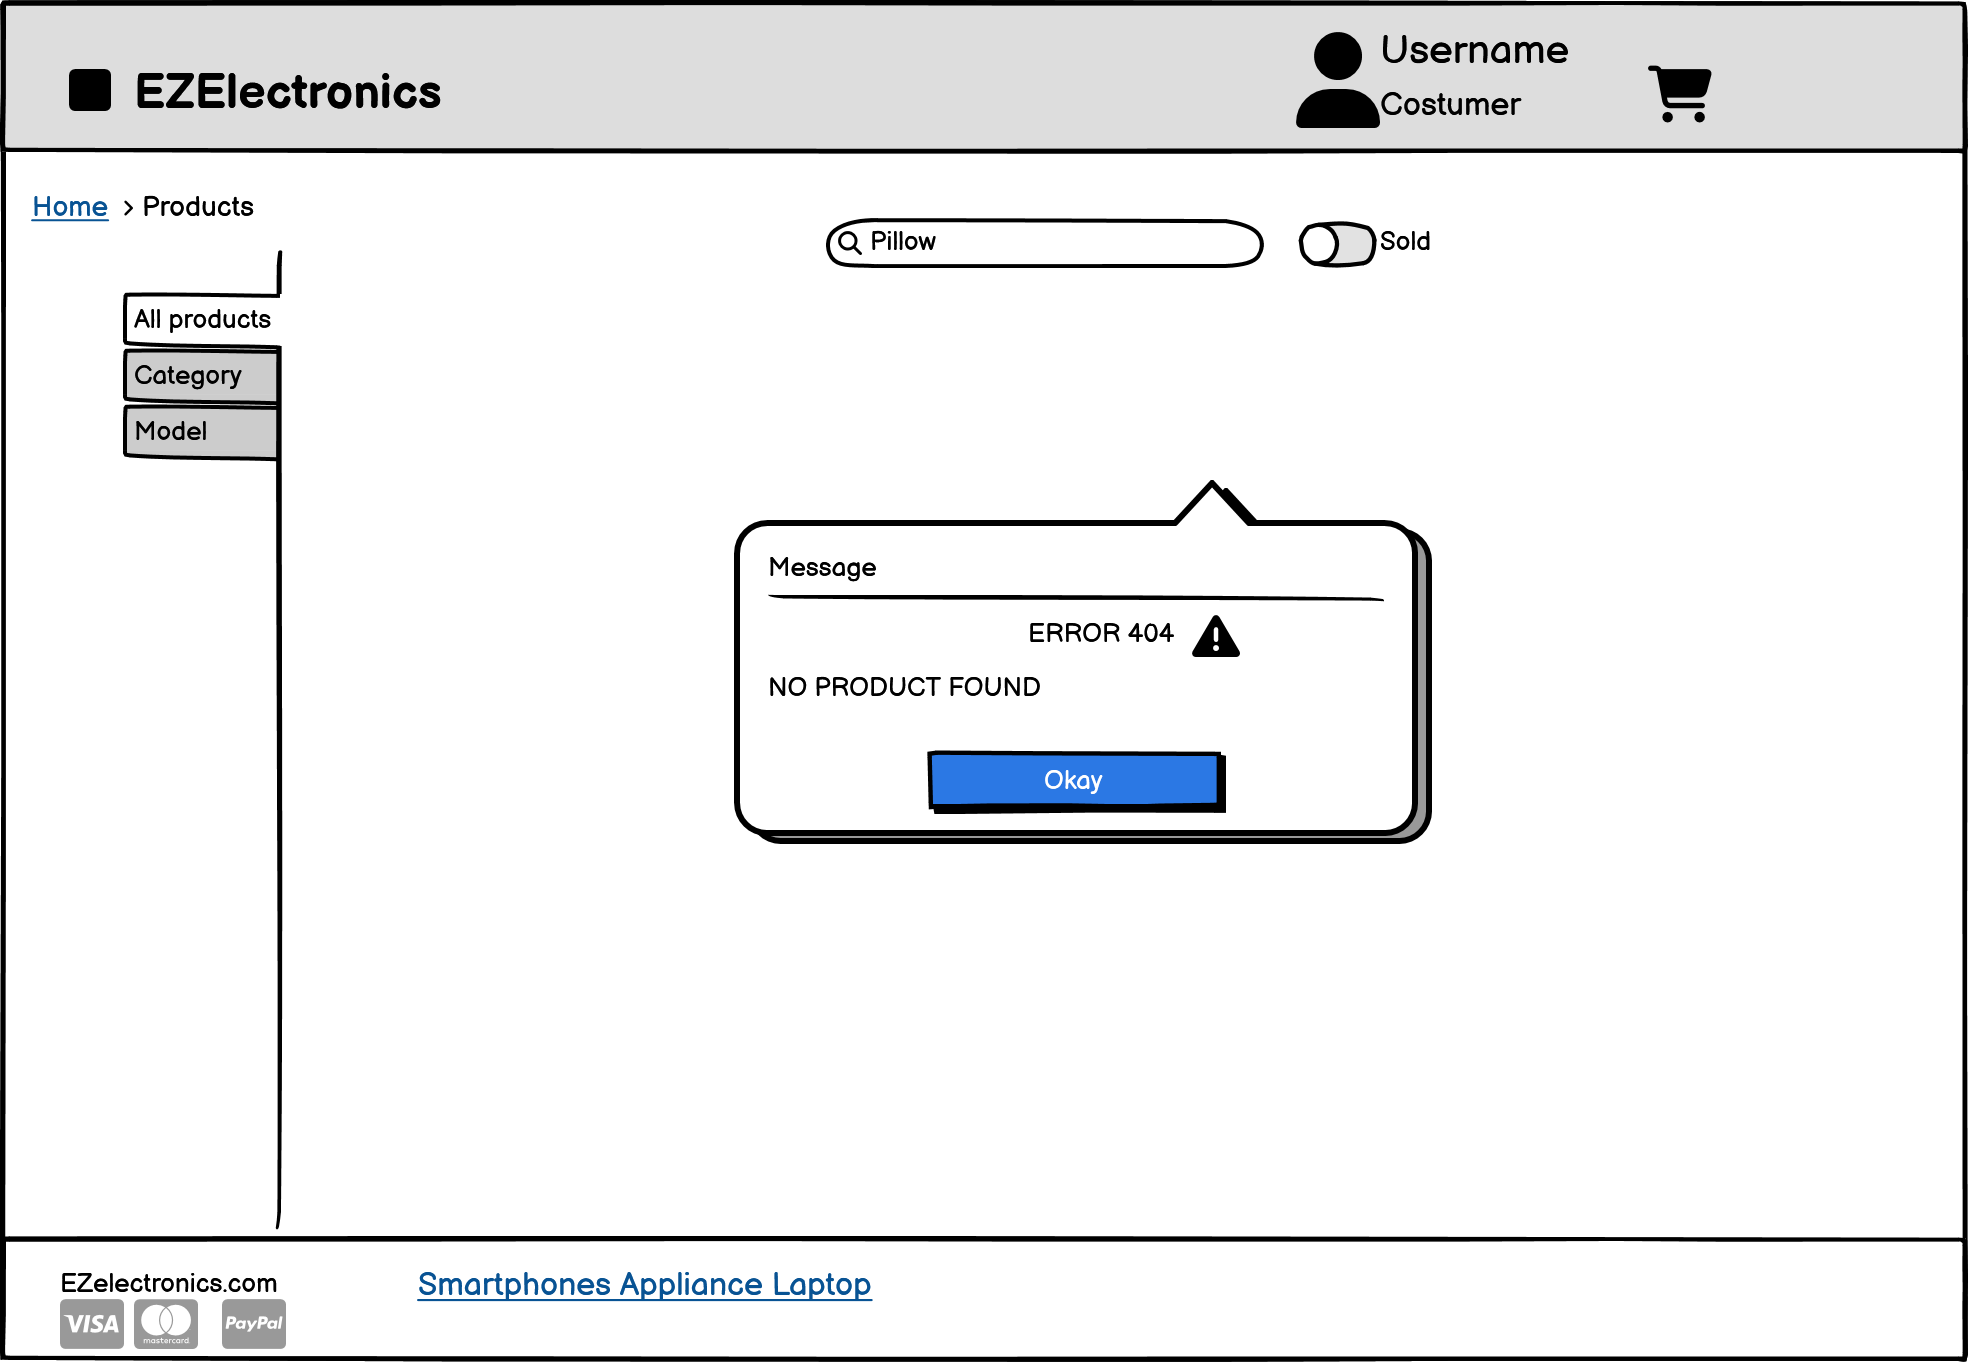 EZElectronics
Username
Costumer
Home > Products
Pillow
Sold
All products
Category
Model
Message
ERROR 404
NO PRODUCT FOUND
Okay
EZelectronics.com
Smartphones Appliance Laptop
VISA
mastercard
PayPal